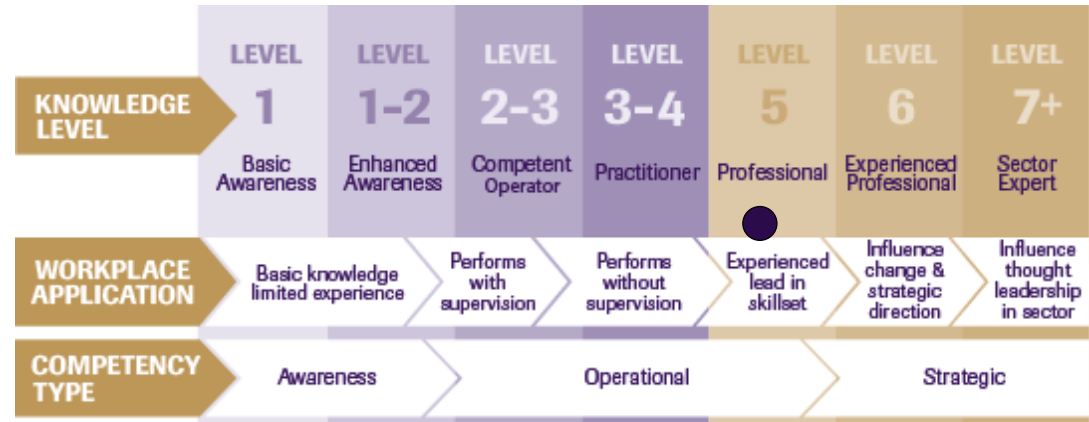 KNOWLEDGE
LEVEL
LEVEL
1
Basic
Awareness
LEVEL
1-2
Enhanced
Awareness
LEVEL
2-3
Competent
Operator
LEVEL
3-4
Practitioner
LEVEL
5
Professional
LEVEL
6
Experienced
Professional
LEVEL
7+
Sector
Expert
WORKPLACE
APPLICATION
Basic knowledge
limited experience
Performs
with
supervision
Performs
without
supervision
Experienced
lead in
skillset
Influence
change &
strategic
direction
Influence
thought
leadership
in sector
COMPETENCY
TYPE
Awareness
Operational
Strategic